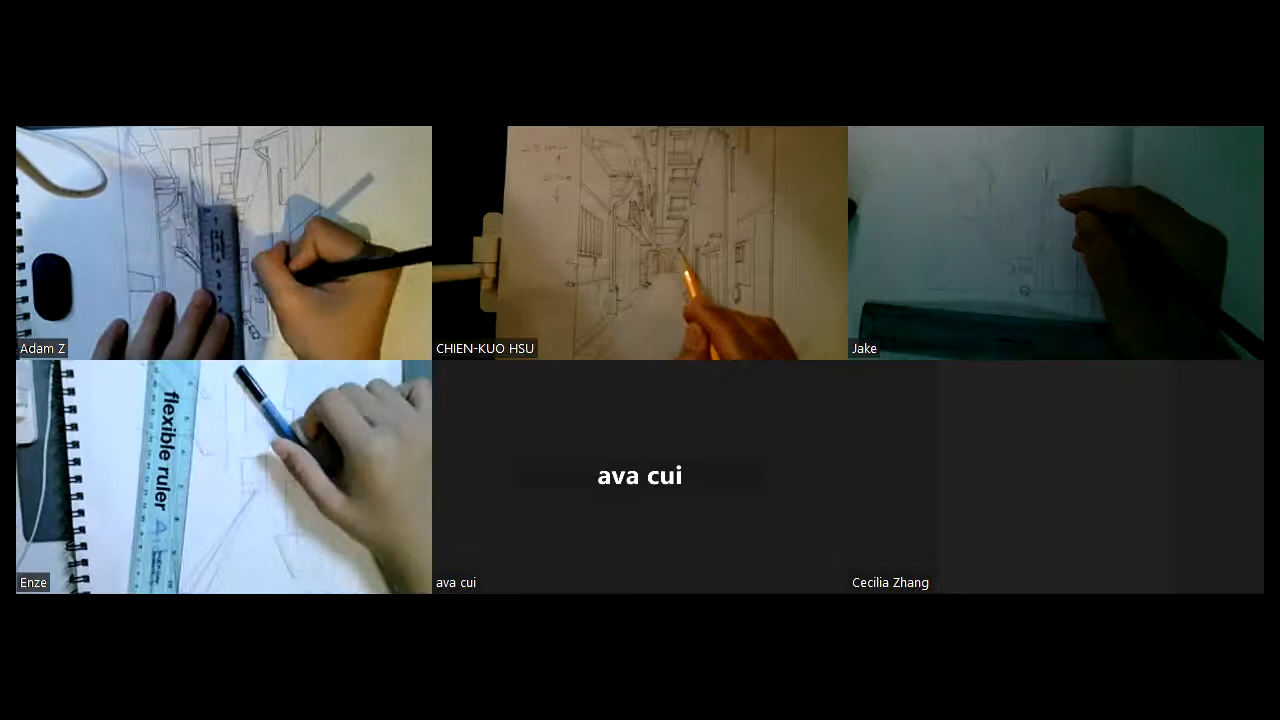 Adam Z
CHIEN-KUO HSU
Jake
flexible ruler
Enze
ava cui
ava cui
Cecilia Zhang